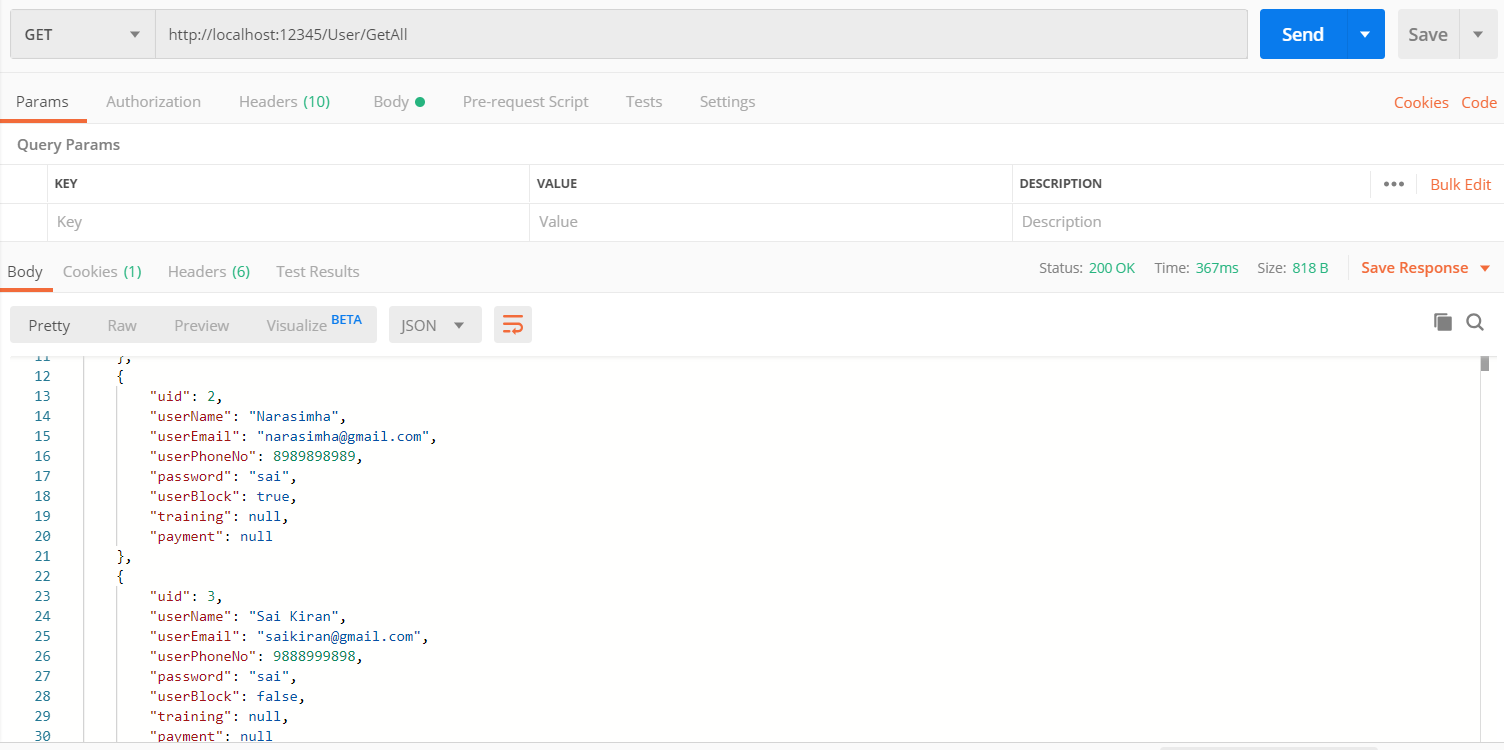 GET http://localhost:12345/User/GetAll Send Save
Params Authorization Headers (10) Body Pre-request Script Tests Settings Cookies Code
Query Params
KEY VALUE DESCRIPTION ••• Bulk Edit
Key Value Description
Body Cookies (1) Headers (6) Test Results Status: 200 OK Time: 367ms Size: 818 B Save Response
Pretty Raw Preview Visualize BETA JSON
11 },
12 {
13 "uid": 2,
14 "userName": "Narasimha",
15 "userEmail": "narasimha@gmail.com",
16 "userPhoneNo": 8989898989,
17 "password": "sai",
18 "userBlock": true,
19 "training": null,
20 "payment": null
21 },
22 {
23 "uid": 3,
24 "userName": "Sai Kiran",
25 "userEmail": "saikiran@gmail.com",
26 "userPhoneNo": 9888999898,
27 "password": "sai",
28 "userBlock": false,
29 "training": null,
30 "payment": null